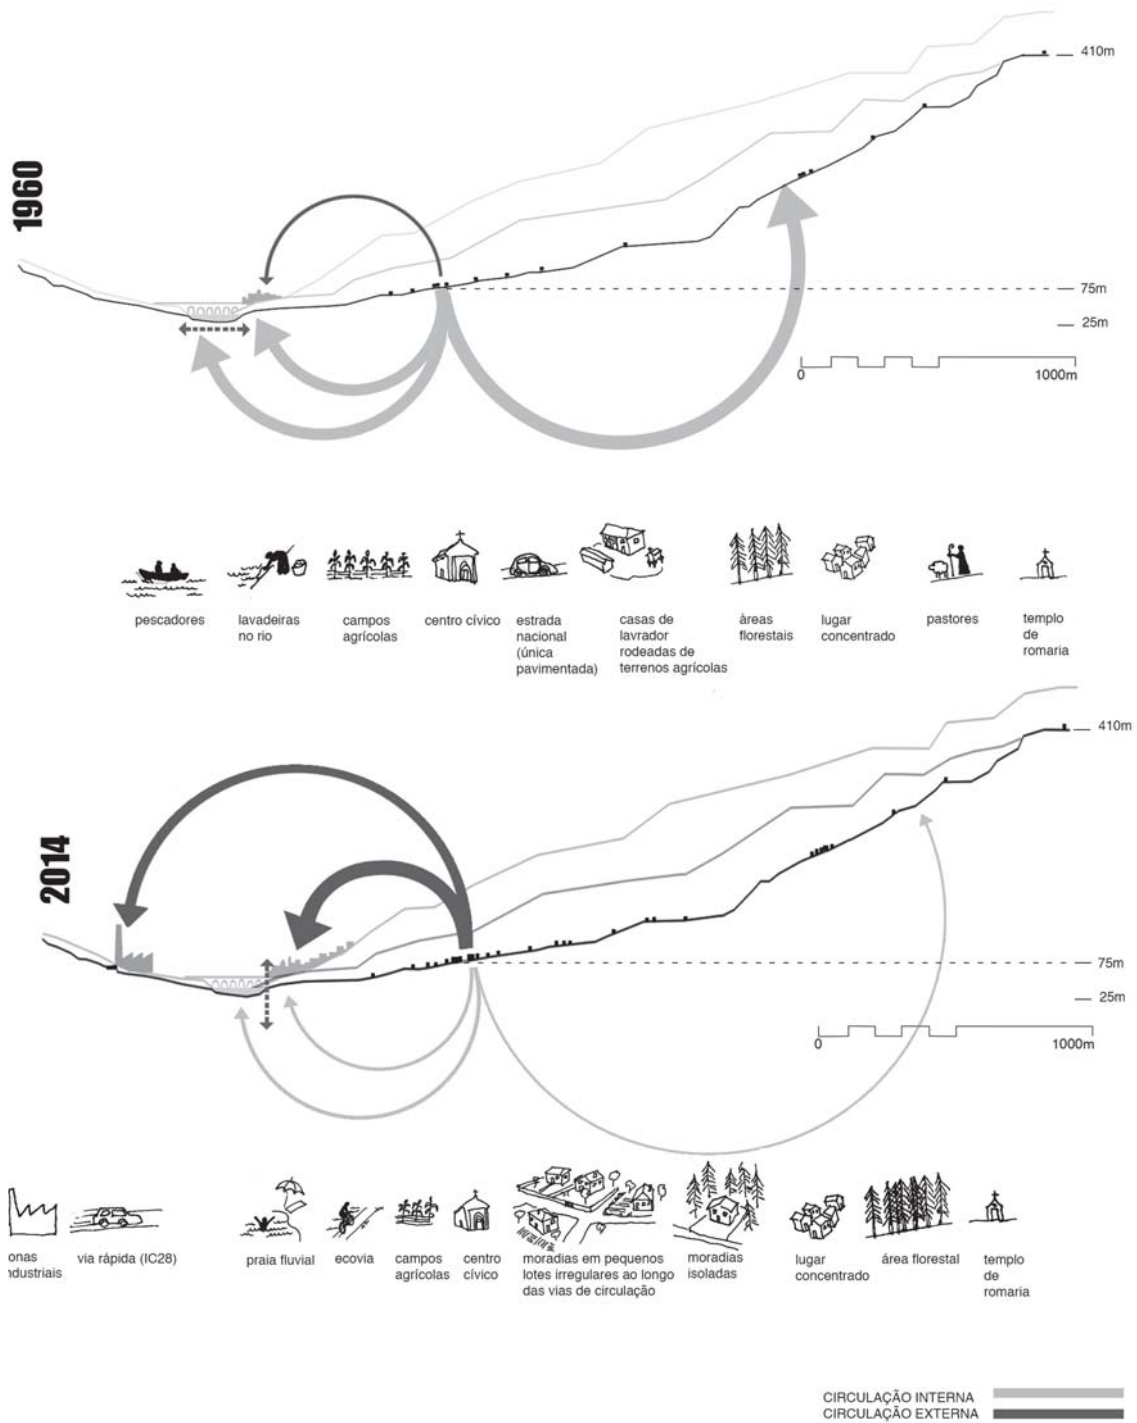 1960
410m
75m
25m
0
1000m
pescadores
lavadeiras
no rio
campos
agrícolas
centro cívico
estrada
nacional
(única
pavimentada)
casas de
lavrador
rodeadas de
terrenos agrícolas
àreas
florestais
lugar
concentrado
pastores
templo
de
romaria
2014
410m
75m
25m
0
1000m
onas
ndustriais
via rápida (IC28)
praia fluvial
ecovia
campos
agrícolas
centro
cívico
moradias em pequenos
lotes irregulares ao longo
das vias de circulação
moradias
isoladas
lugar
concentrado
área florestal
templo
de
romaria
CIRCULAÇÃO INTERNA
CIRCULAÇÃO EXTERNA